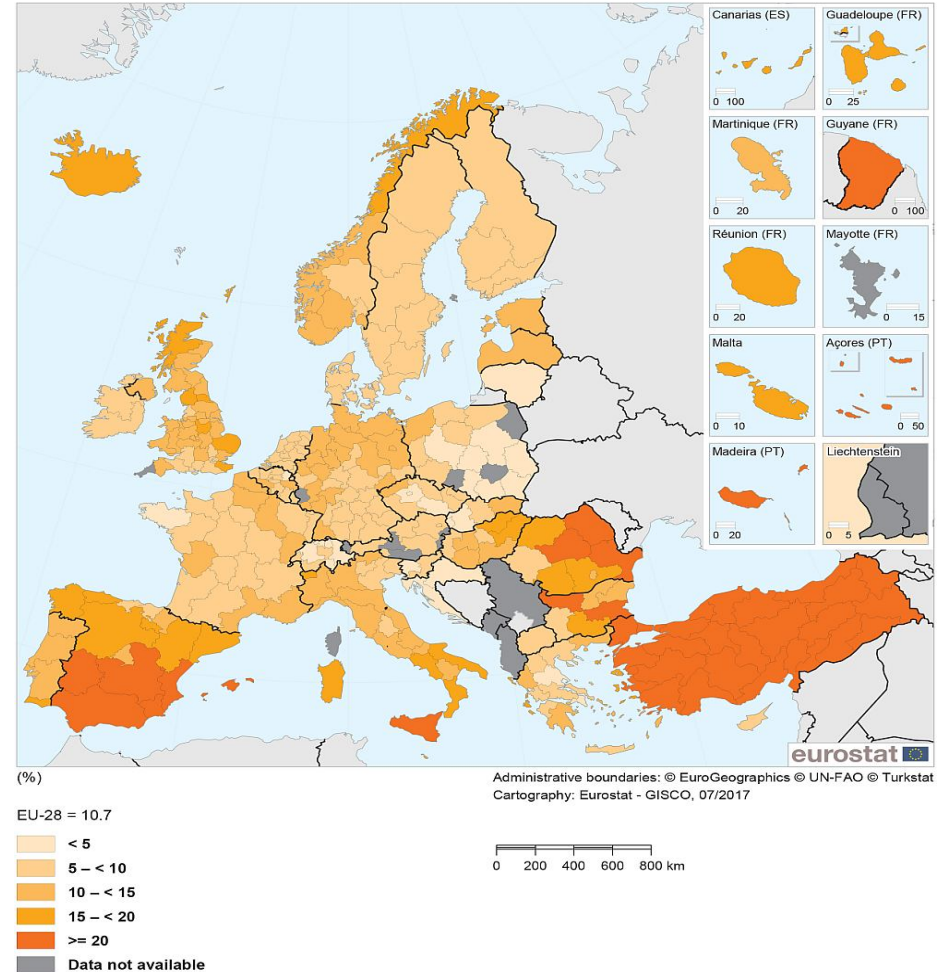 Canarias (ES)
0 100
Guadeloupe (FR)
0 25
Martinique (FR)
0 20
Guyane (FR)
0 100
Réunion (FR)
0 20
Mayotte (FR)
0 15
Malta
0 10
Açores (PT)
0 50
Madeira (PT)
0 20
Liechtenstein
0 5
eurostat
(%)
Administrative boundaries: © EuroGeographics © UN-FAO © Turkstat
Cartography: Eurostat - GISCO, 07/2017
EU-28 = 10.7
< 5
5 – < 10
10 – < 15
15 – < 20
>= 20
Data not available
0 200 400 600 800 km